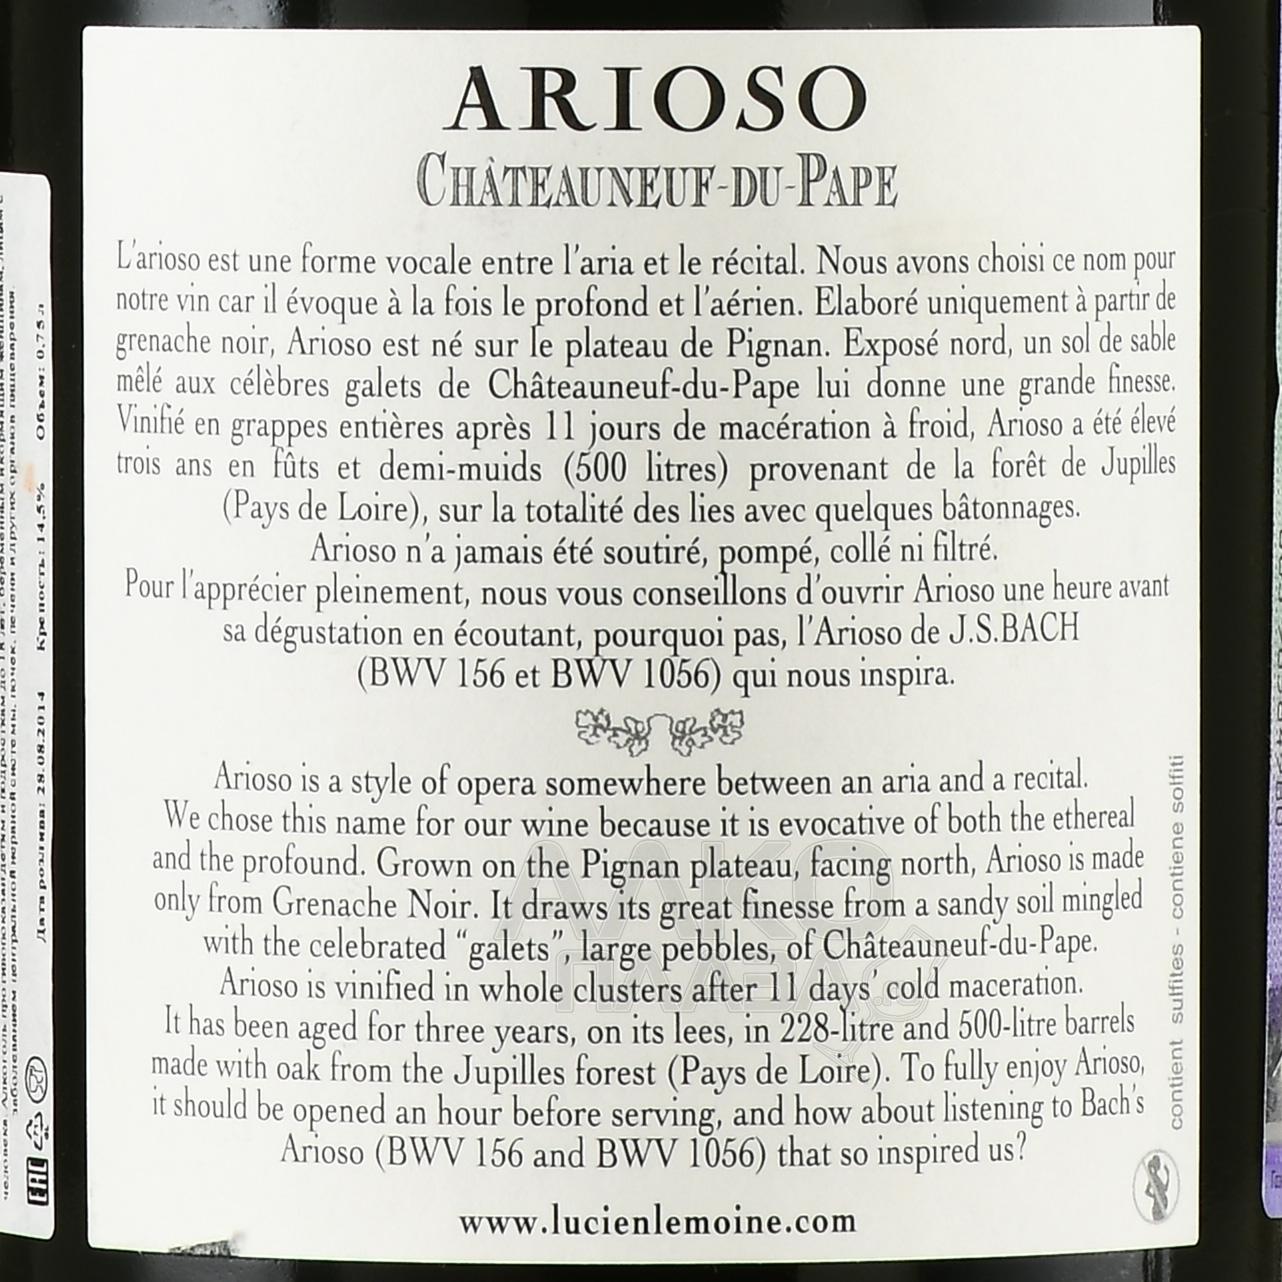 ARIOSO
CHÂTEAUNEUF-DU-PAPE
L'arioso est une forme vocale entre l'aria et le récital. Nous avons choisi ce nom pour
notre vin car il évoque à la fois le profond et l'aérien. Elaboré uniquement à partir de
grenache noir, Arioso est né sur le plateau de Pignan. Exposé nord, un sol de sable
mêlé aux célèbres galets de Châteauneuf-du-Pape lui donne une grande finesse.
Vinifié en grappes entières après 11 jours de macération à froid, Arioso a été élevé
trois ans en fûts et demi-muids (500 litres) provenant de la forêt de Jupilles
(Pays de Loire), sur la totalité des lies avec quelques bâtonnages.
Arioso n'a jamais été soutiré, pompé, collé ni filtré.
Pour l'apprécier pleinement, nous vous conseillons d'ouvrir Arioso une heure avant
sa dégustation en écoutant, pourquoi pas, l'Arioso de J.S.BACH
(BWV 156 et BWV 1056) qui nous inspira.
Arioso is a style of opera somewhere between an aria and a recital.
We chose this name for our wine because it is evocative of both the ethereal
and the profound. Grown on the Pignan plateau, facing north, Arioso is made
only from Grenache Noir. It draws its great finesse from a sandy soil mingled
with the celebrated “galets”, large pebbles, of Châteauneuf-du-Pape.
Arioso is vinified in whole clusters after 11 days' cold maceration.
It has been aged for three years, on its lees, in 228-litre and 500-litre barrels
made with oak from the Jupilles forest (Pays de Loire). To fully enjoy Arioso,
it should be opened an hour before serving, and how about listening to Bach's
Arioso (BWV 156 and BWV 1056) that so inspired us?
www.lucienlemoine.com
contient sulfites - contiene solfiti
Дата розлива: 28.08.2014 Крепость: 14,5% Объем: 0,75 л
EAC